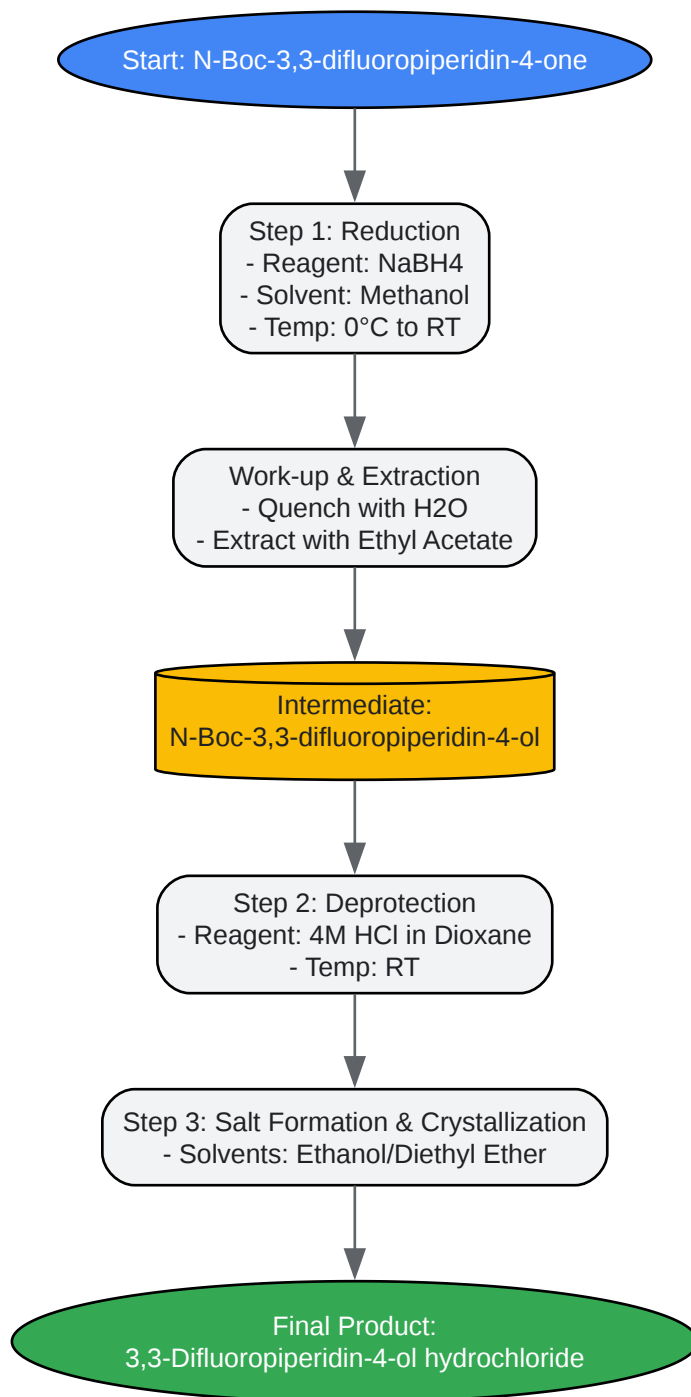 Start: N-Boc-3,3-difluoropiperidin-4-one
Step 1: Reduction
- Reagent: NaBH4
- Solvent: Methanol
- Temp: 0°C to RT
Work-up & Extraction
- Quench with H2O
- Extract with Ethyl Acetate
Intermediate:
N-Boc-3,3-difluoropiperidin-4-ol
Step 2: Deprotection
- Reagent: 4M HCl in Dioxane
- Temp: RT
Step 3: Salt Formation & Crystallization
- Solvents: Ethanol/Diethyl Ether
Final Product:
3,3-Difluoropiperidin-4-ol hydrochloride